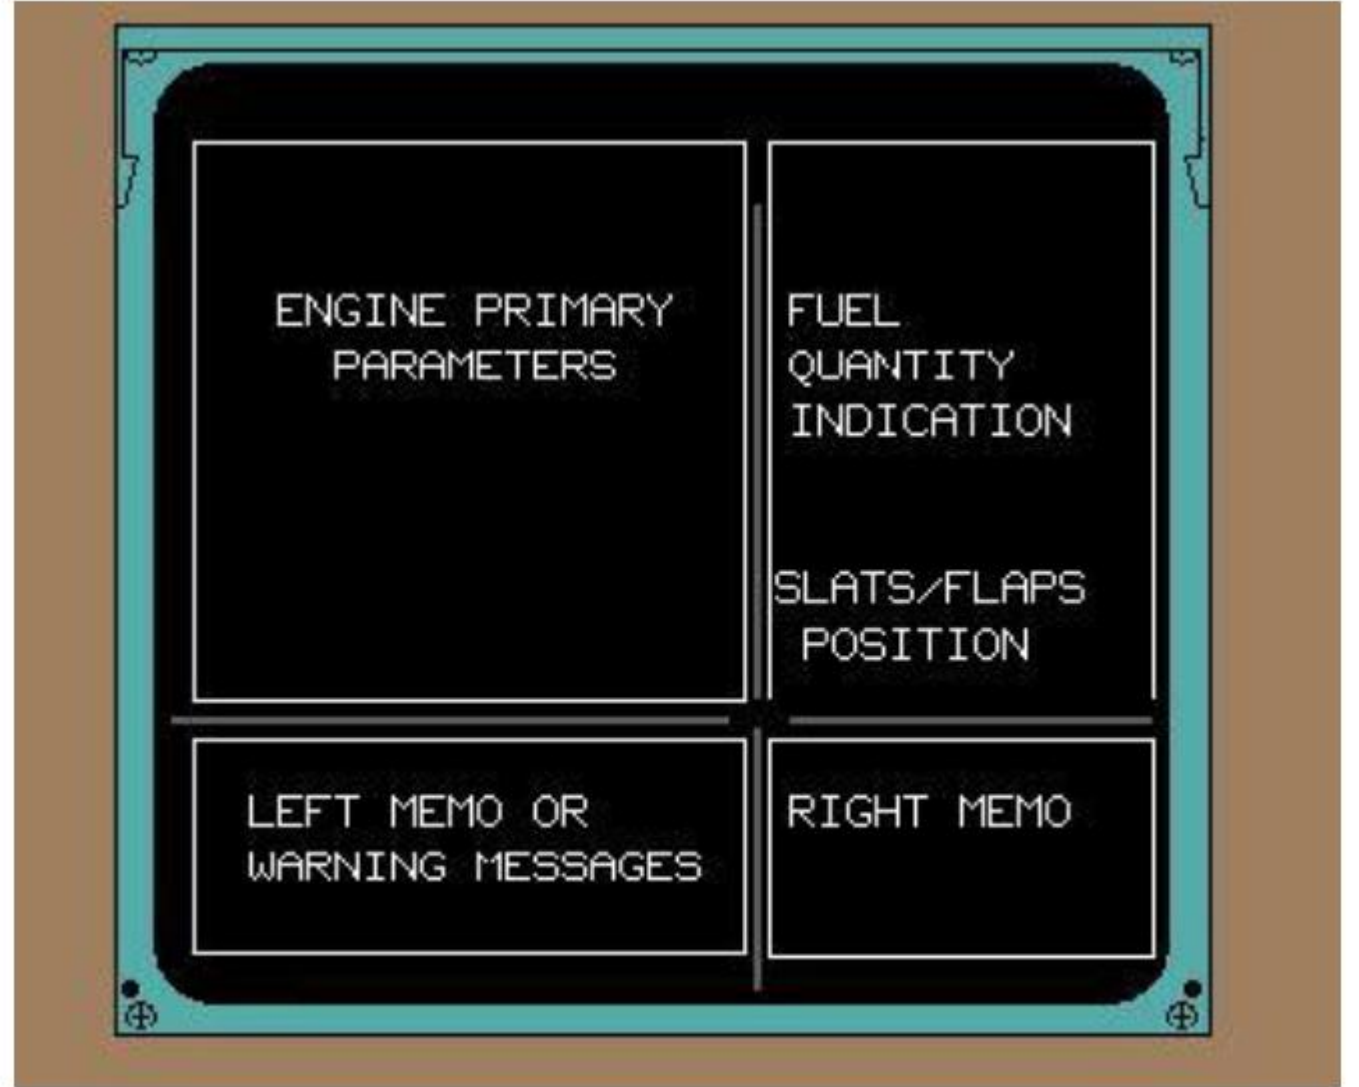 ENGINE PRIMARY
PARAMETERS
FUEL
QUANTITY
INDICATION
SLATS/FLAPS
POSITION
LEFT MEMO OR
WARNING MESSAGES
RIGHT MEMO